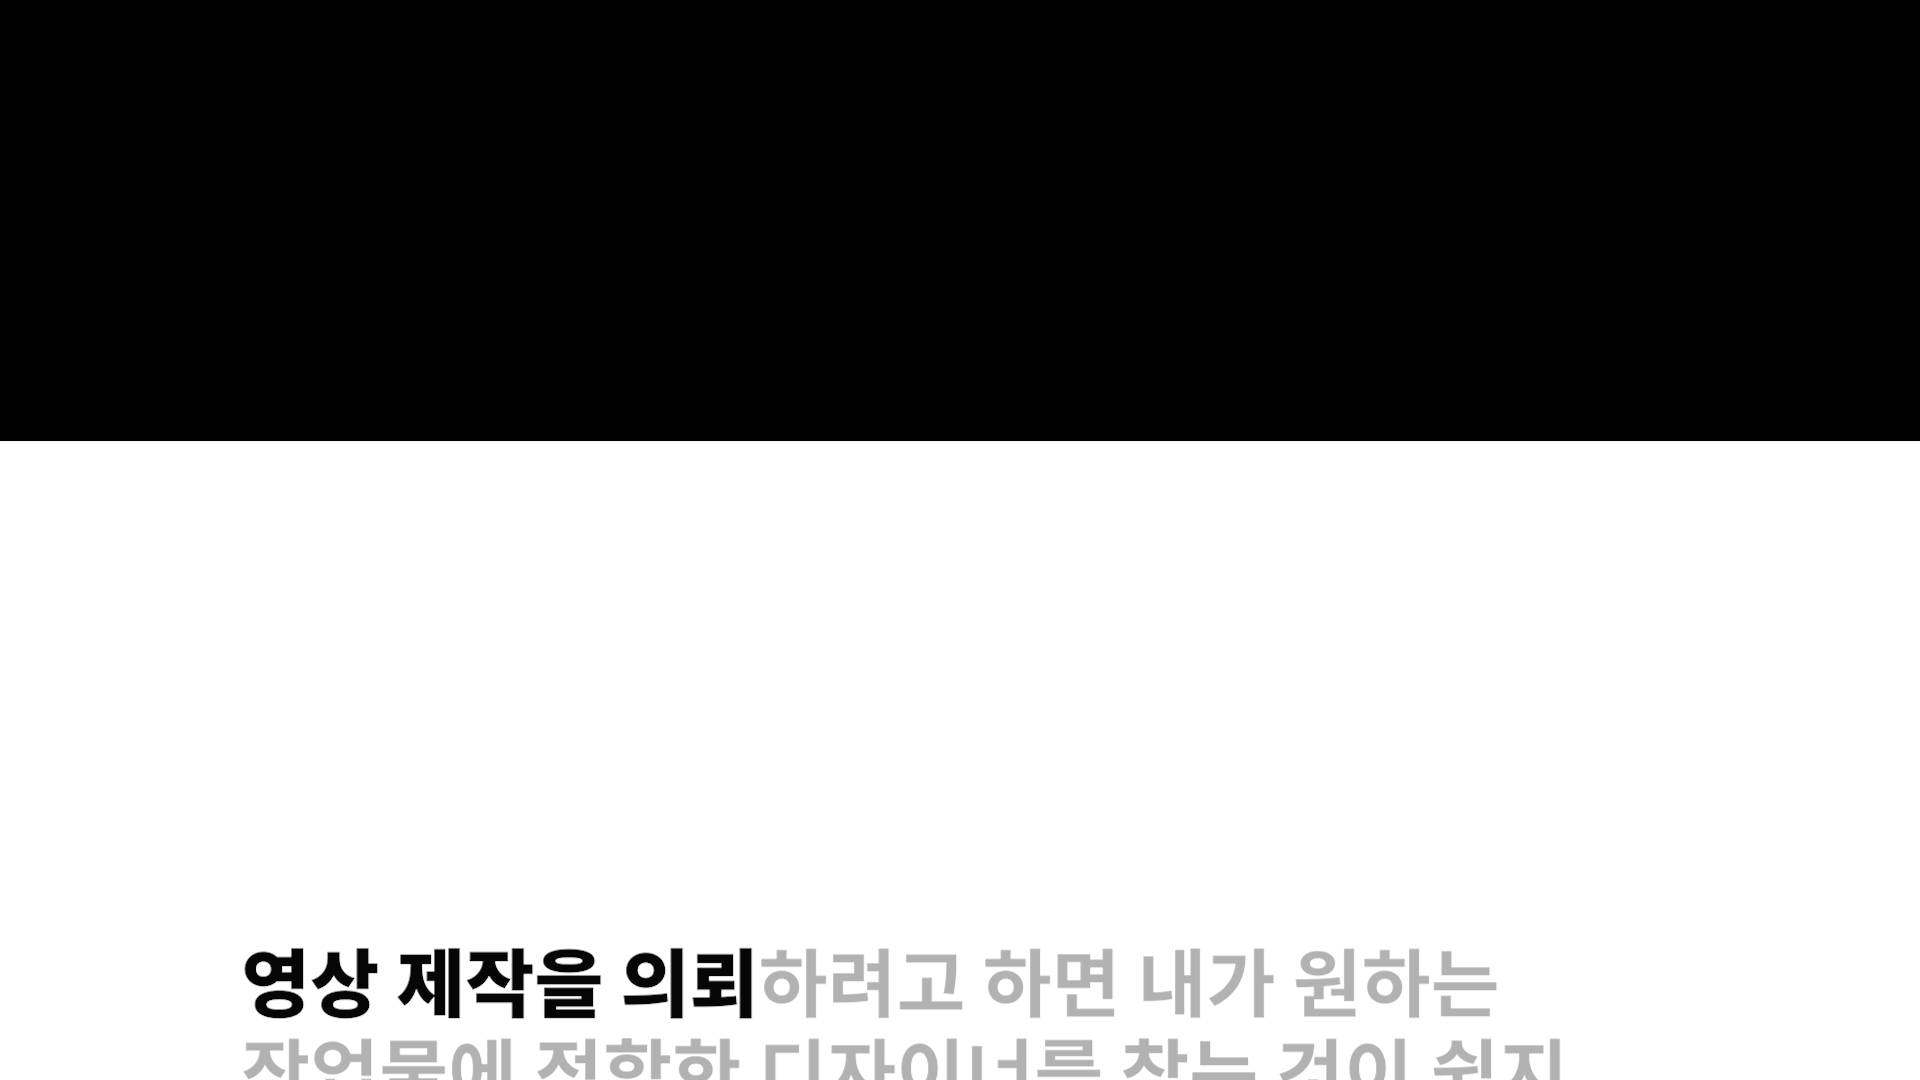 영상 제작을 의뢰하려고 하면 내가 원하는
작업물에 적합한 디자이너를 찾는 것이 쉽지